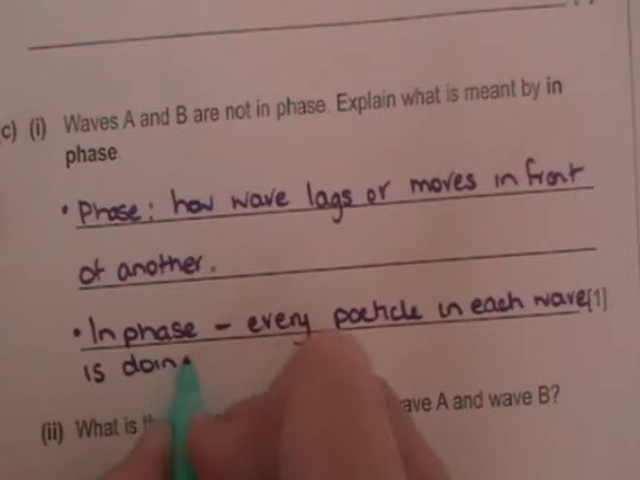 (c) (i) Waves A and B are not in phase. Explain what is meant by in
phase.
• Phase: how wave lags or moves in front
of another.
• In phase - every particle in each wave [1]
is doin
(ii) What is ave A and wave B?